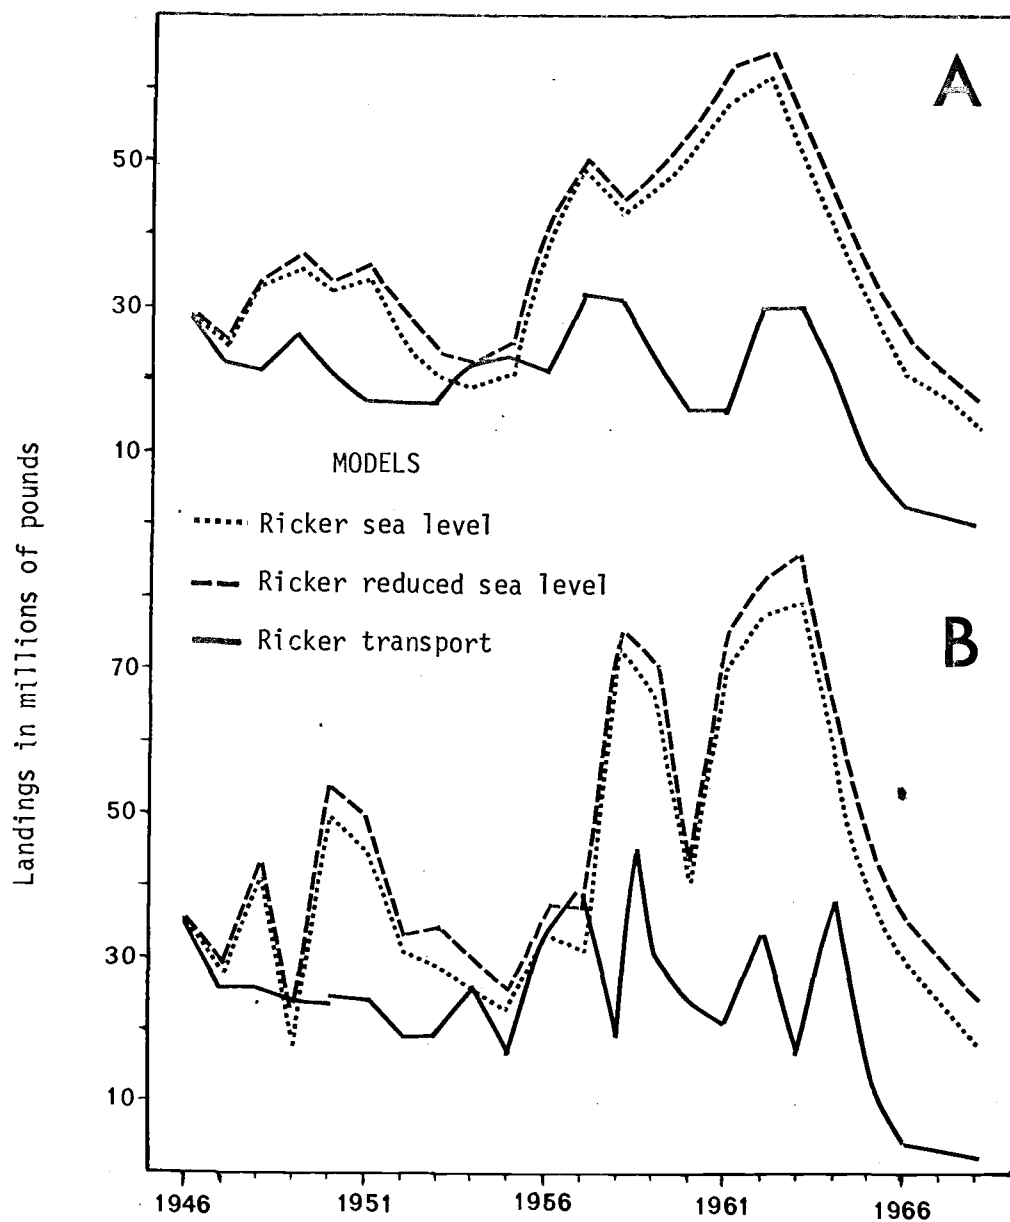 A
50
30
10
Landings in millions of pounds
MODELS
Ricker sea level
Ricker reduced sea level
Ricker transport
B
70
50
30
10
1946 1951 1956 1961 1966